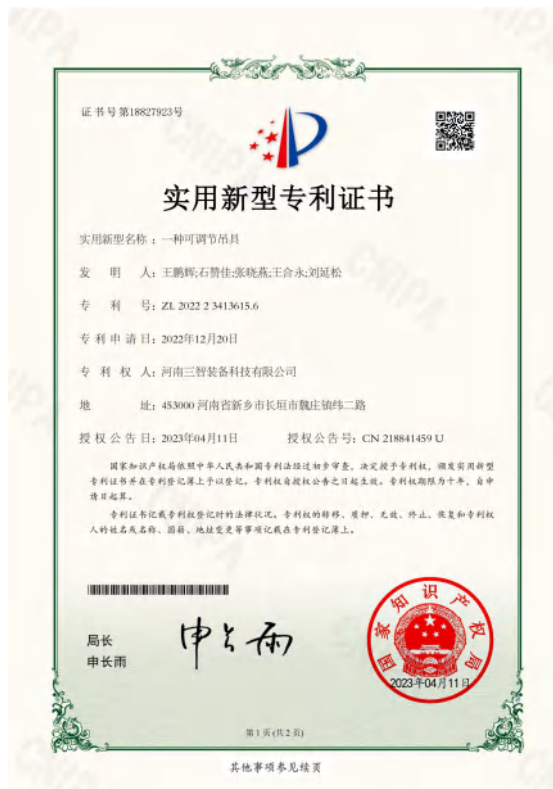 证书号第18827923号
实用新型专利证书
实用新型名称：一种可调节吊具
发 明 人：王鹏辉;石赞佳;张晓燕;王合永;刘延松
专 利 号：ZL 2022 2 3413615.6
专利申请日：2022年12月20日
专 利 权 人：河南三智装备科技有限公司
地 址：453000 河南省新乡市长垣市魏庄镇纬二路
授权公告日：2023年04月11日 授权公告号：CN 218841459 U
国家知识产权局依照中华人民共和国专利法经过初步审查，决定授予专利权，颁发实用新型
专利证书并在专利登记簿上予以登记。专利权自授权公告之日起生效。专利权期限为十年，自申
请日起算。
专利证书记载专利权登记时的法律状况。专利权的转移、质押、无效、终止、恢复和专利权
人的姓名或名称、国籍、地址变更等事项记载在专利登记簿上。
局长
申长雨
申长雨
国家知识产权局
2023年04月11日
第1页(共2页)
其他事项参见续页
CNIPA